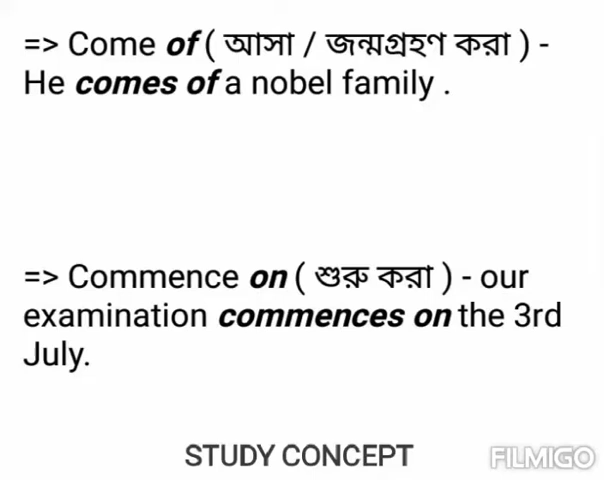 => Come of ( আসা / জন্মগ্রহণ করা ) -
He comes of a nobel family .
=> Commence on ( শুরু করা ) - our
examination commences on the 3rd
July.
STUDY CONCEPT
FILMIGO